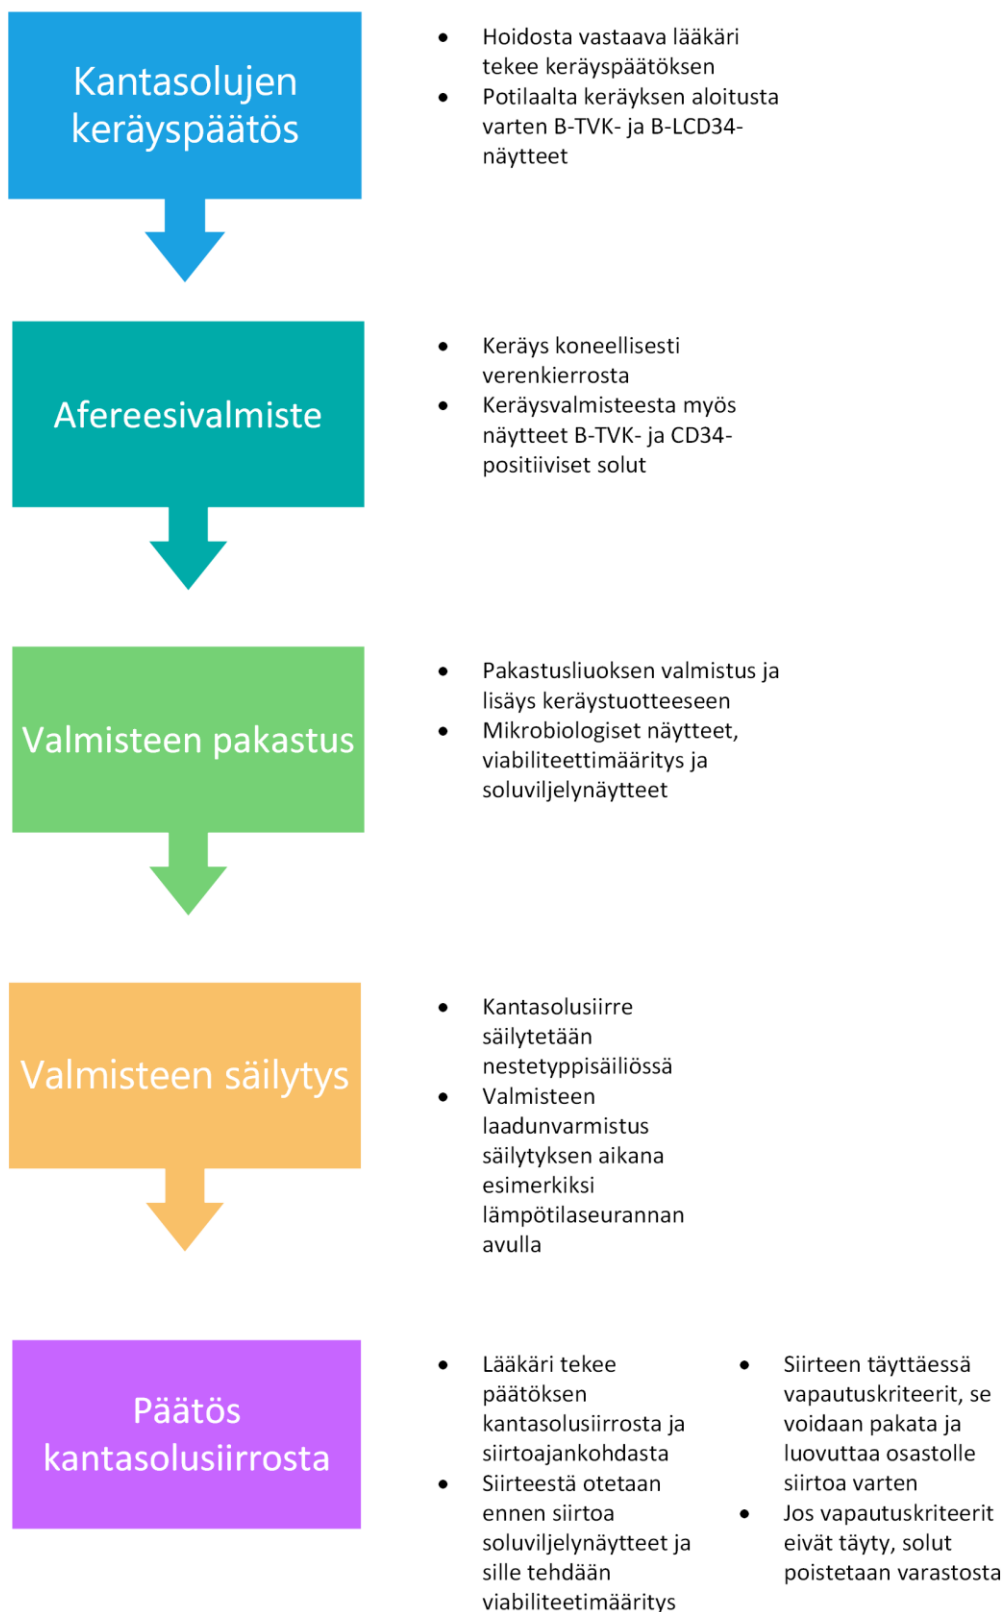 Kantasolujen
keräyspäätös
• Hoidosta vastaava lääkäri
tekee keräyspäätöksen
• Potilaalta keräyksen aloitusta
varten B-TVK- ja B-LCD34-
näytteet
Afereesivalmiste
• Keräys koneellisesti
verenkierrosta
• Keräysvalmisteesta myös
näytteet B-TVK- ja CD34-
positiiviset solut
Valmisteen pakastus
• Pakastusliuoksen valmistus ja
lisäys keräystuotteeseen
• Mikrobiologiset näytteet,
viabiliteettimääritys ja
soluviljelynäytteet
Valmisteen säilytys
• Kantasolusiirre
säilytetään
nestetyppisäiliössä
• Valmisteen
laadunvarmistus
säilytyksen aikana
esimerkiksi
lämpötilaseurannan
avulla
Päätös
kantasolusiirrosta
• Lääkäri tekee
päätöksen
kantasolusiirrosta ja
siirtoajankohdasta
• Siirteestä otetaan
ennen siirtoa
soluviljelynäytteet ja
sille tehdään
viabiliteetimääritys
• Siirteen täyttäessä
vapautuskriteerit, se
voidaan pakata ja
luovuttaa osastolle
siirtoa varten
• Jos vapautuskriteerit
eivät täyty, solut
poistetaan varastosta